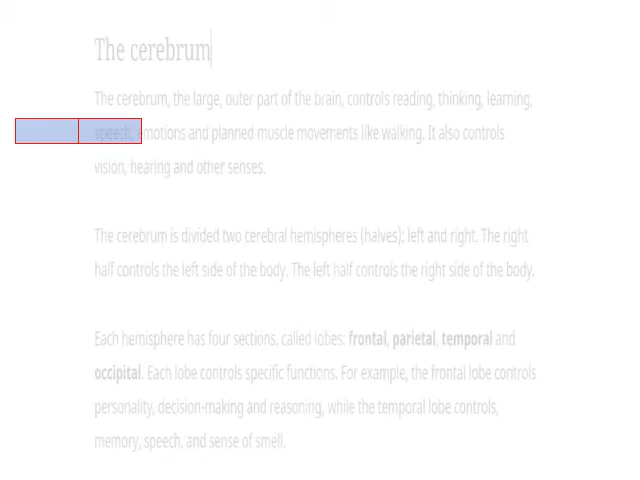 The cerebrum
The cerebrum, the large, outer part of the brain, controls reading, thinking, learning,
speech, emotions and planned muscle movements like walking. It also controls
vision, hearing and other senses.
The cerebrum is divided two cerebral hemispheres (halves): left and right. The right
half controls the left side of the body. The left half controls the right side of the body.
Each hemisphere has four sections, called lobes: frontal, parietal, temporal and
occipital. Each lobe controls specific functions. For example, the frontal lobe controls
personality, decision-making and reasoning, while the temporal lobe controls,
memory, speech, and sense of smell.